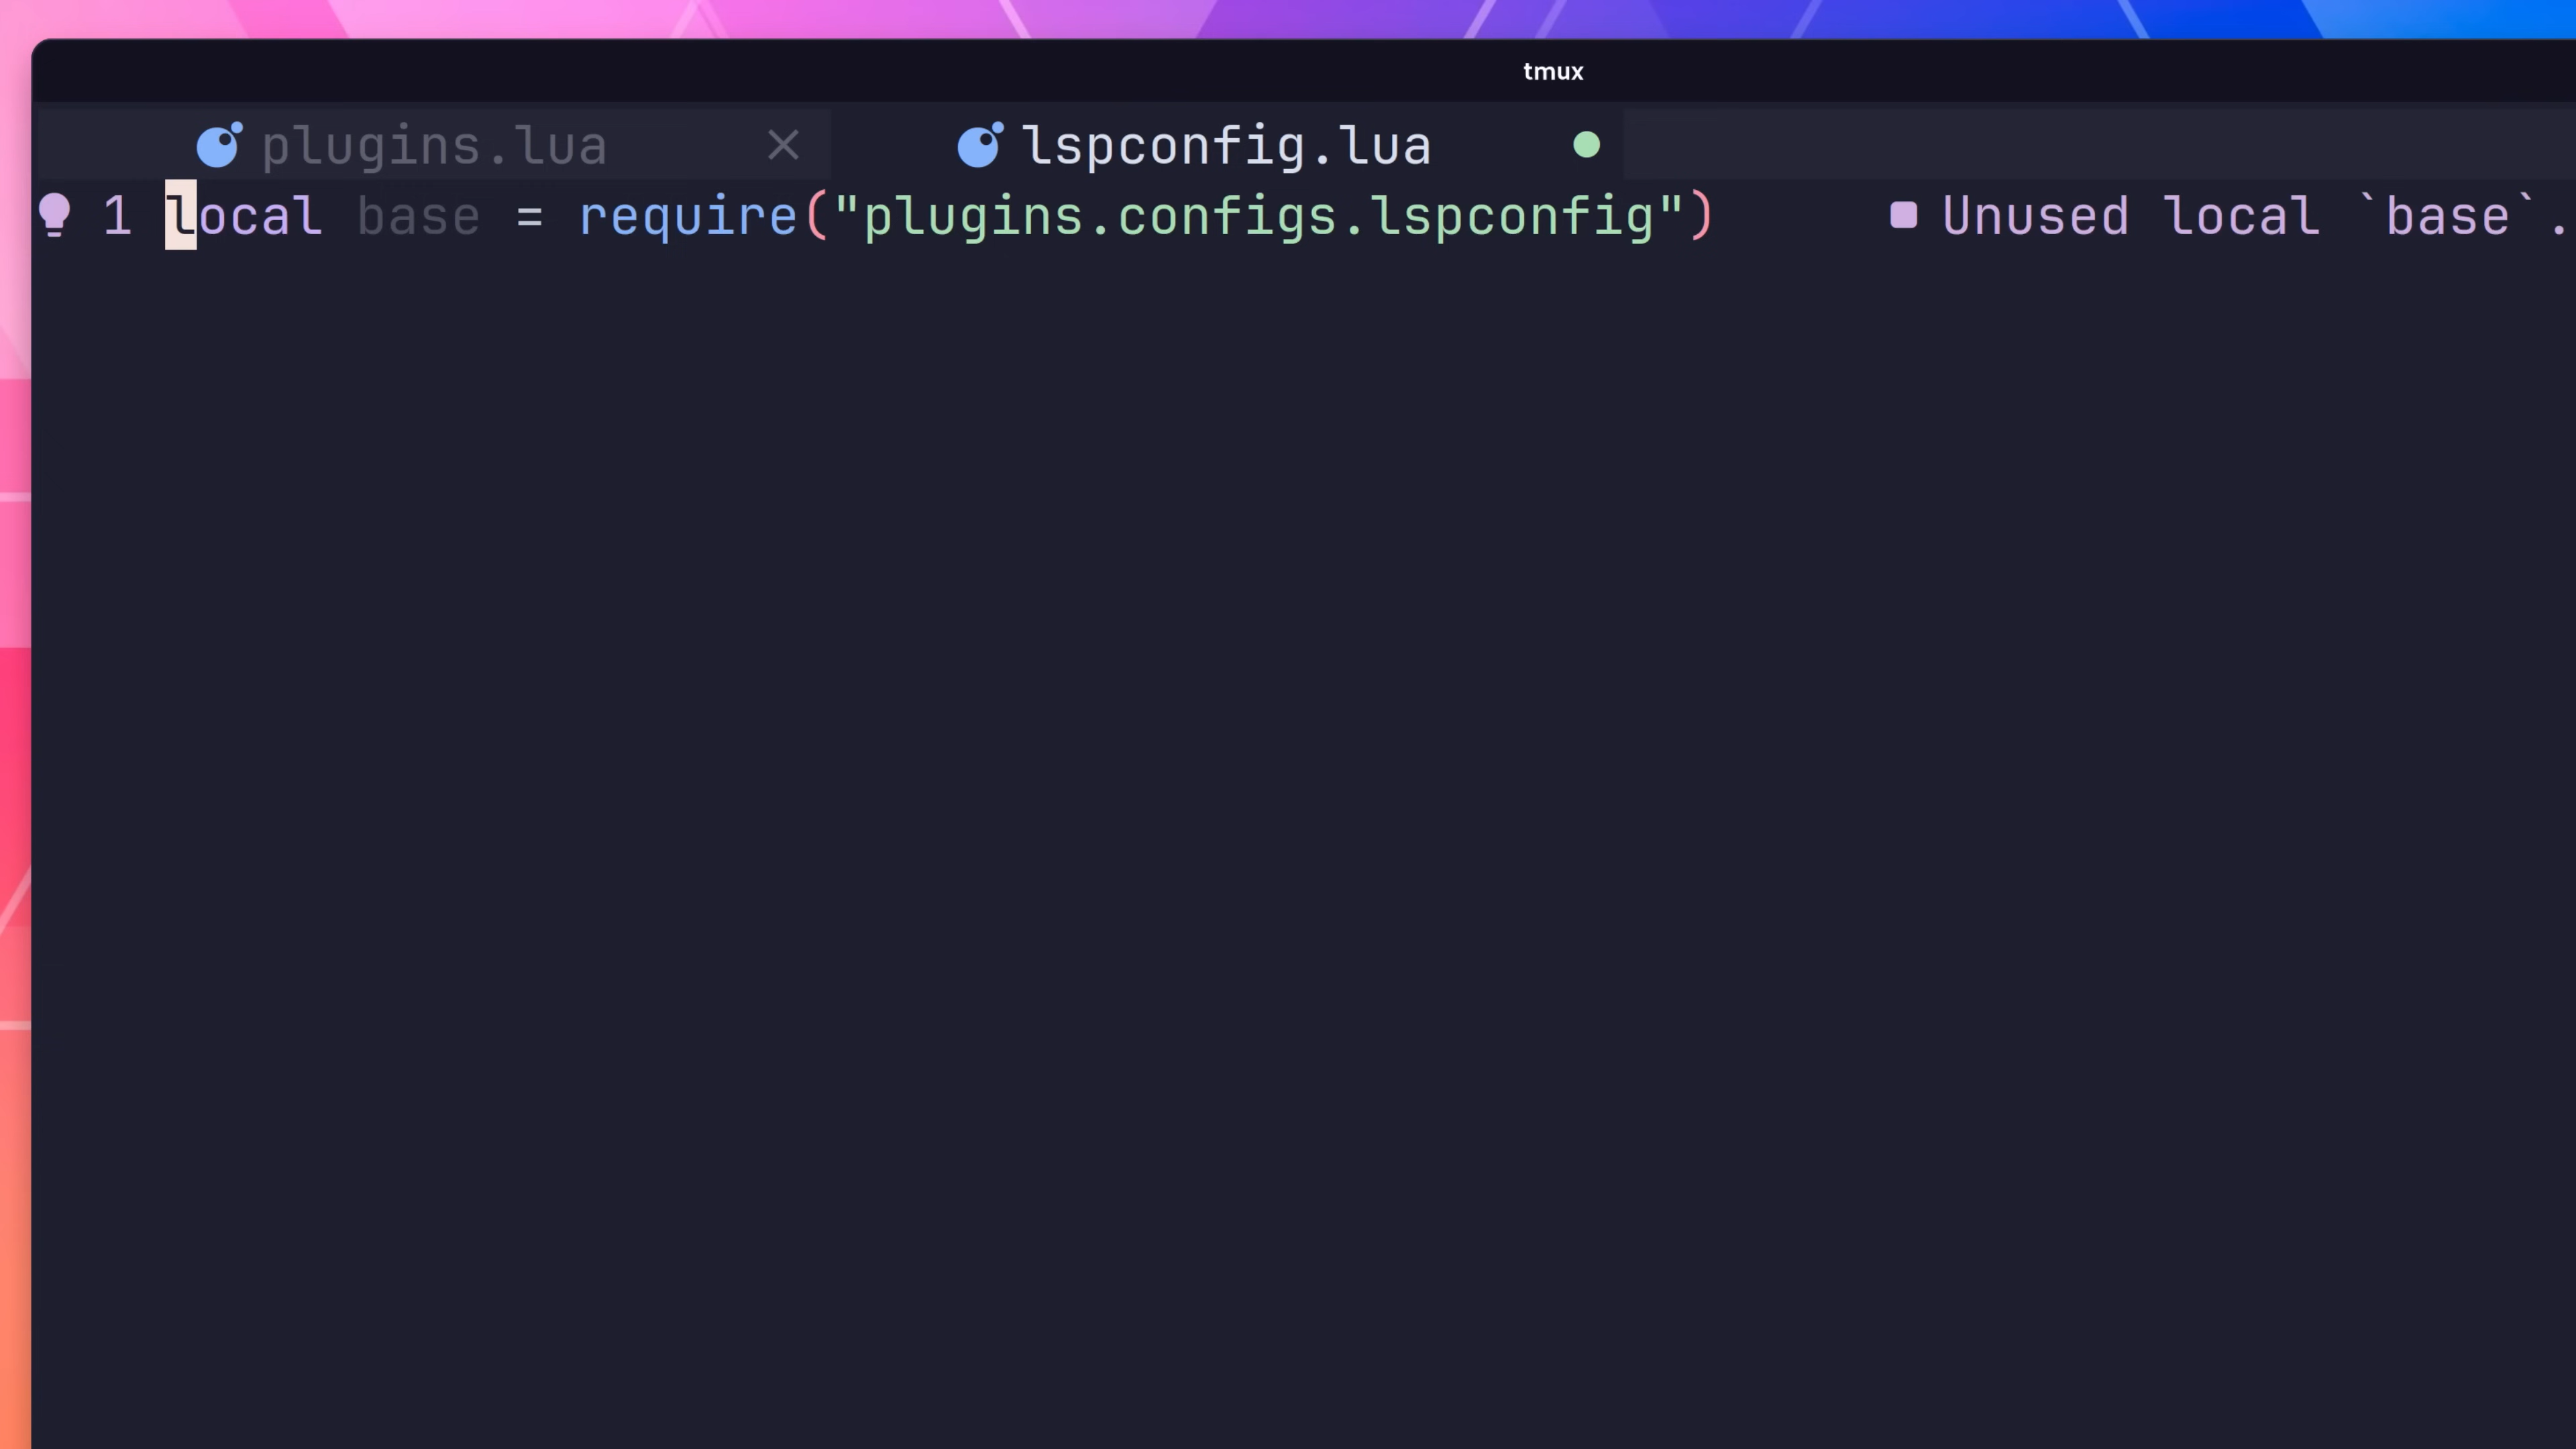 tmux
plugins.lua
lspconfig.lua
1 local base = require("plugins.configs.lspconfig") Unused local `base`.